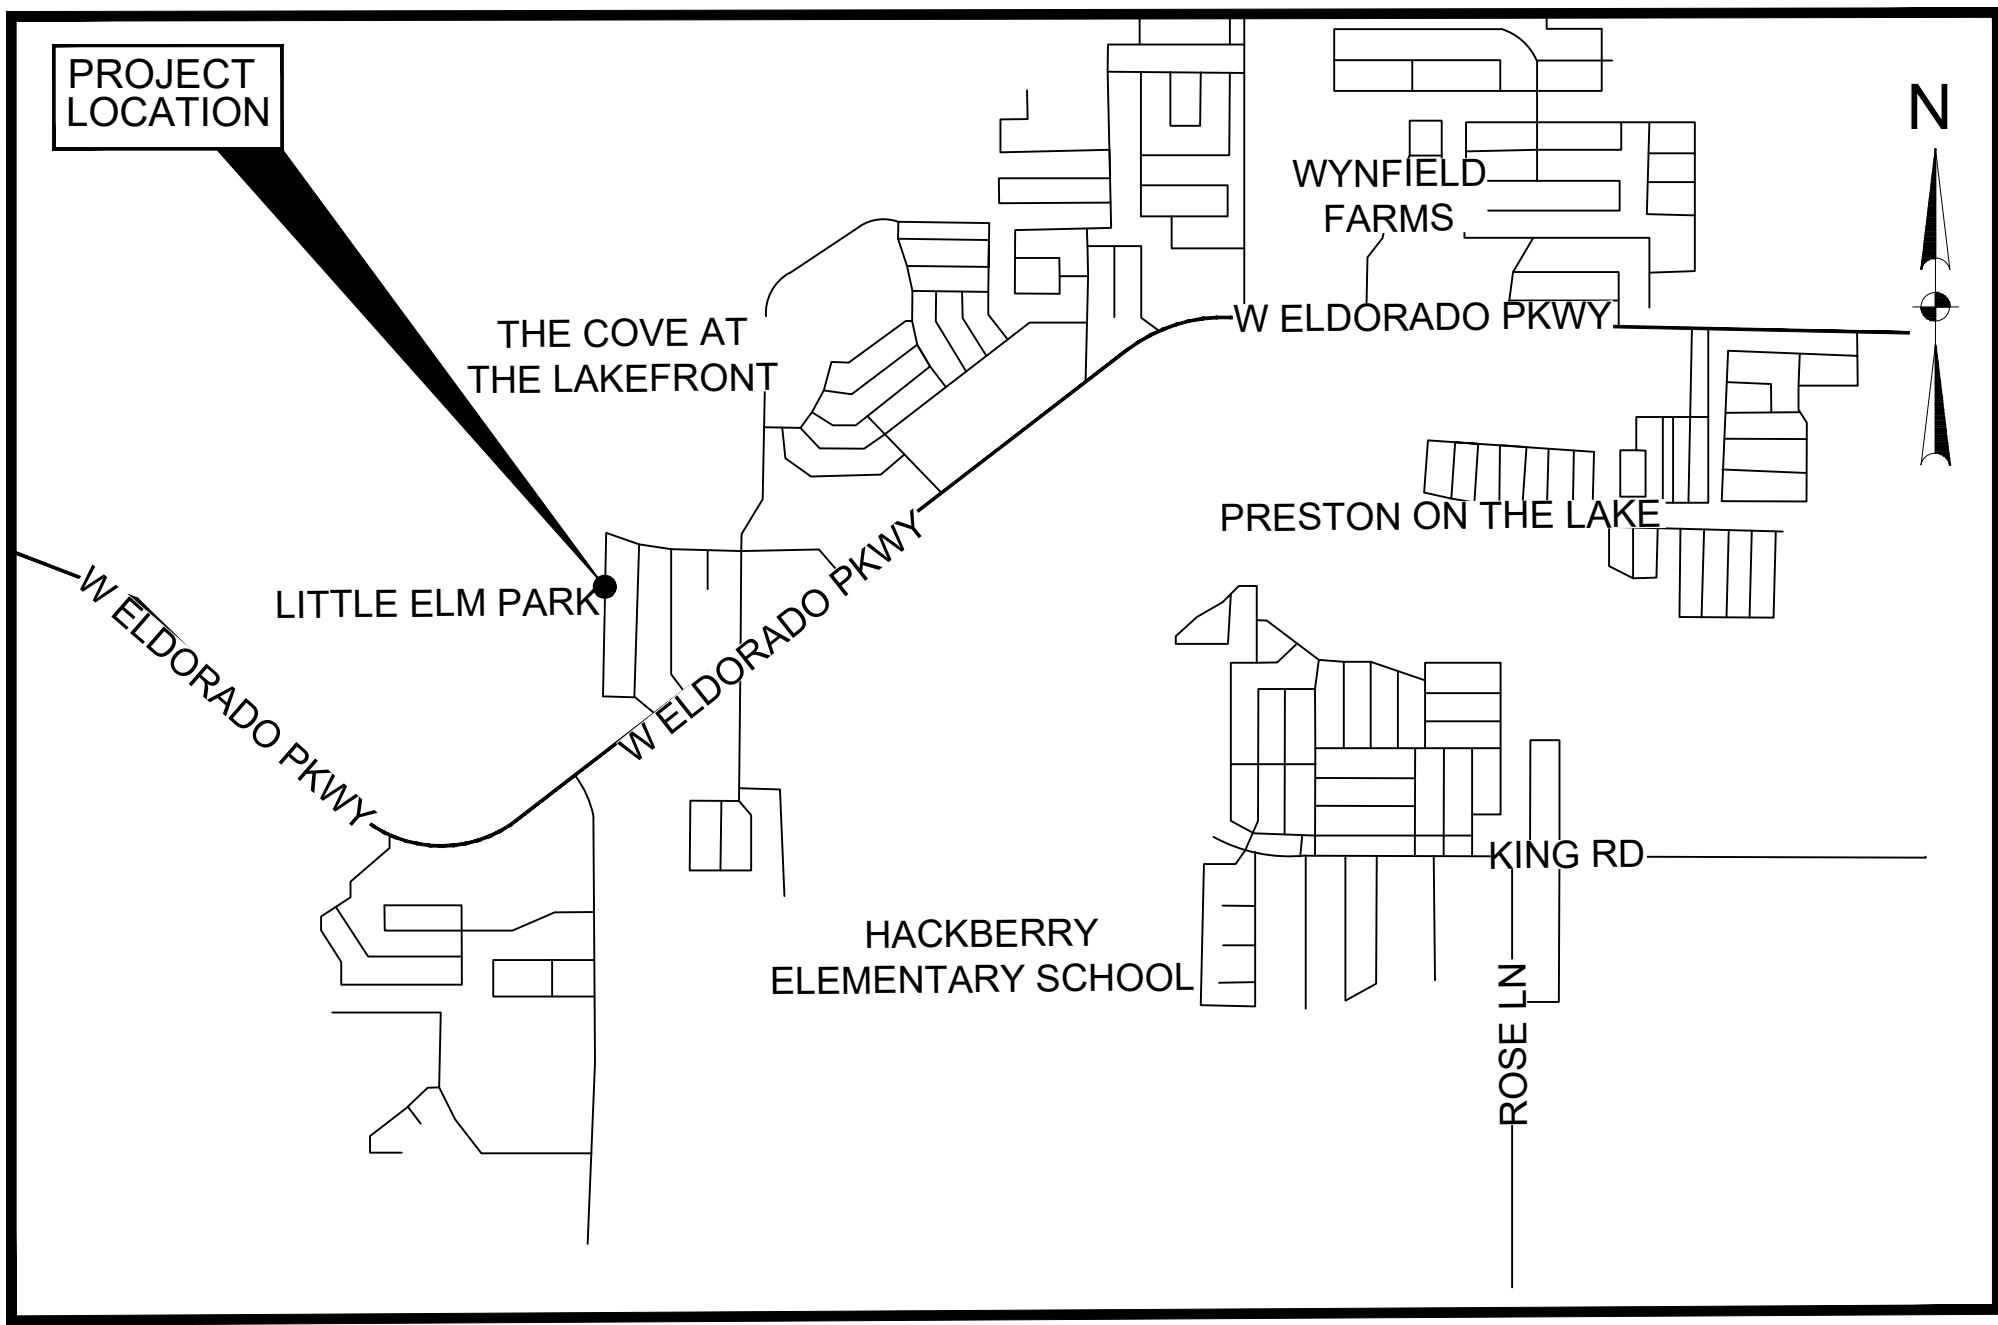 PROJECT
LOCATION
N
WYNFIELD
FARMS
W ELDORADO PKWY
THE COVE AT
THE LAKEFRONT
PRESTON ON THE LAKE
W ELDORADO PKWY
LITTLE ELM PARK
W ELDORADO PKWY
KING RD
HACKBERRY
ELEMENTARY SCHOOL
ROSE LN